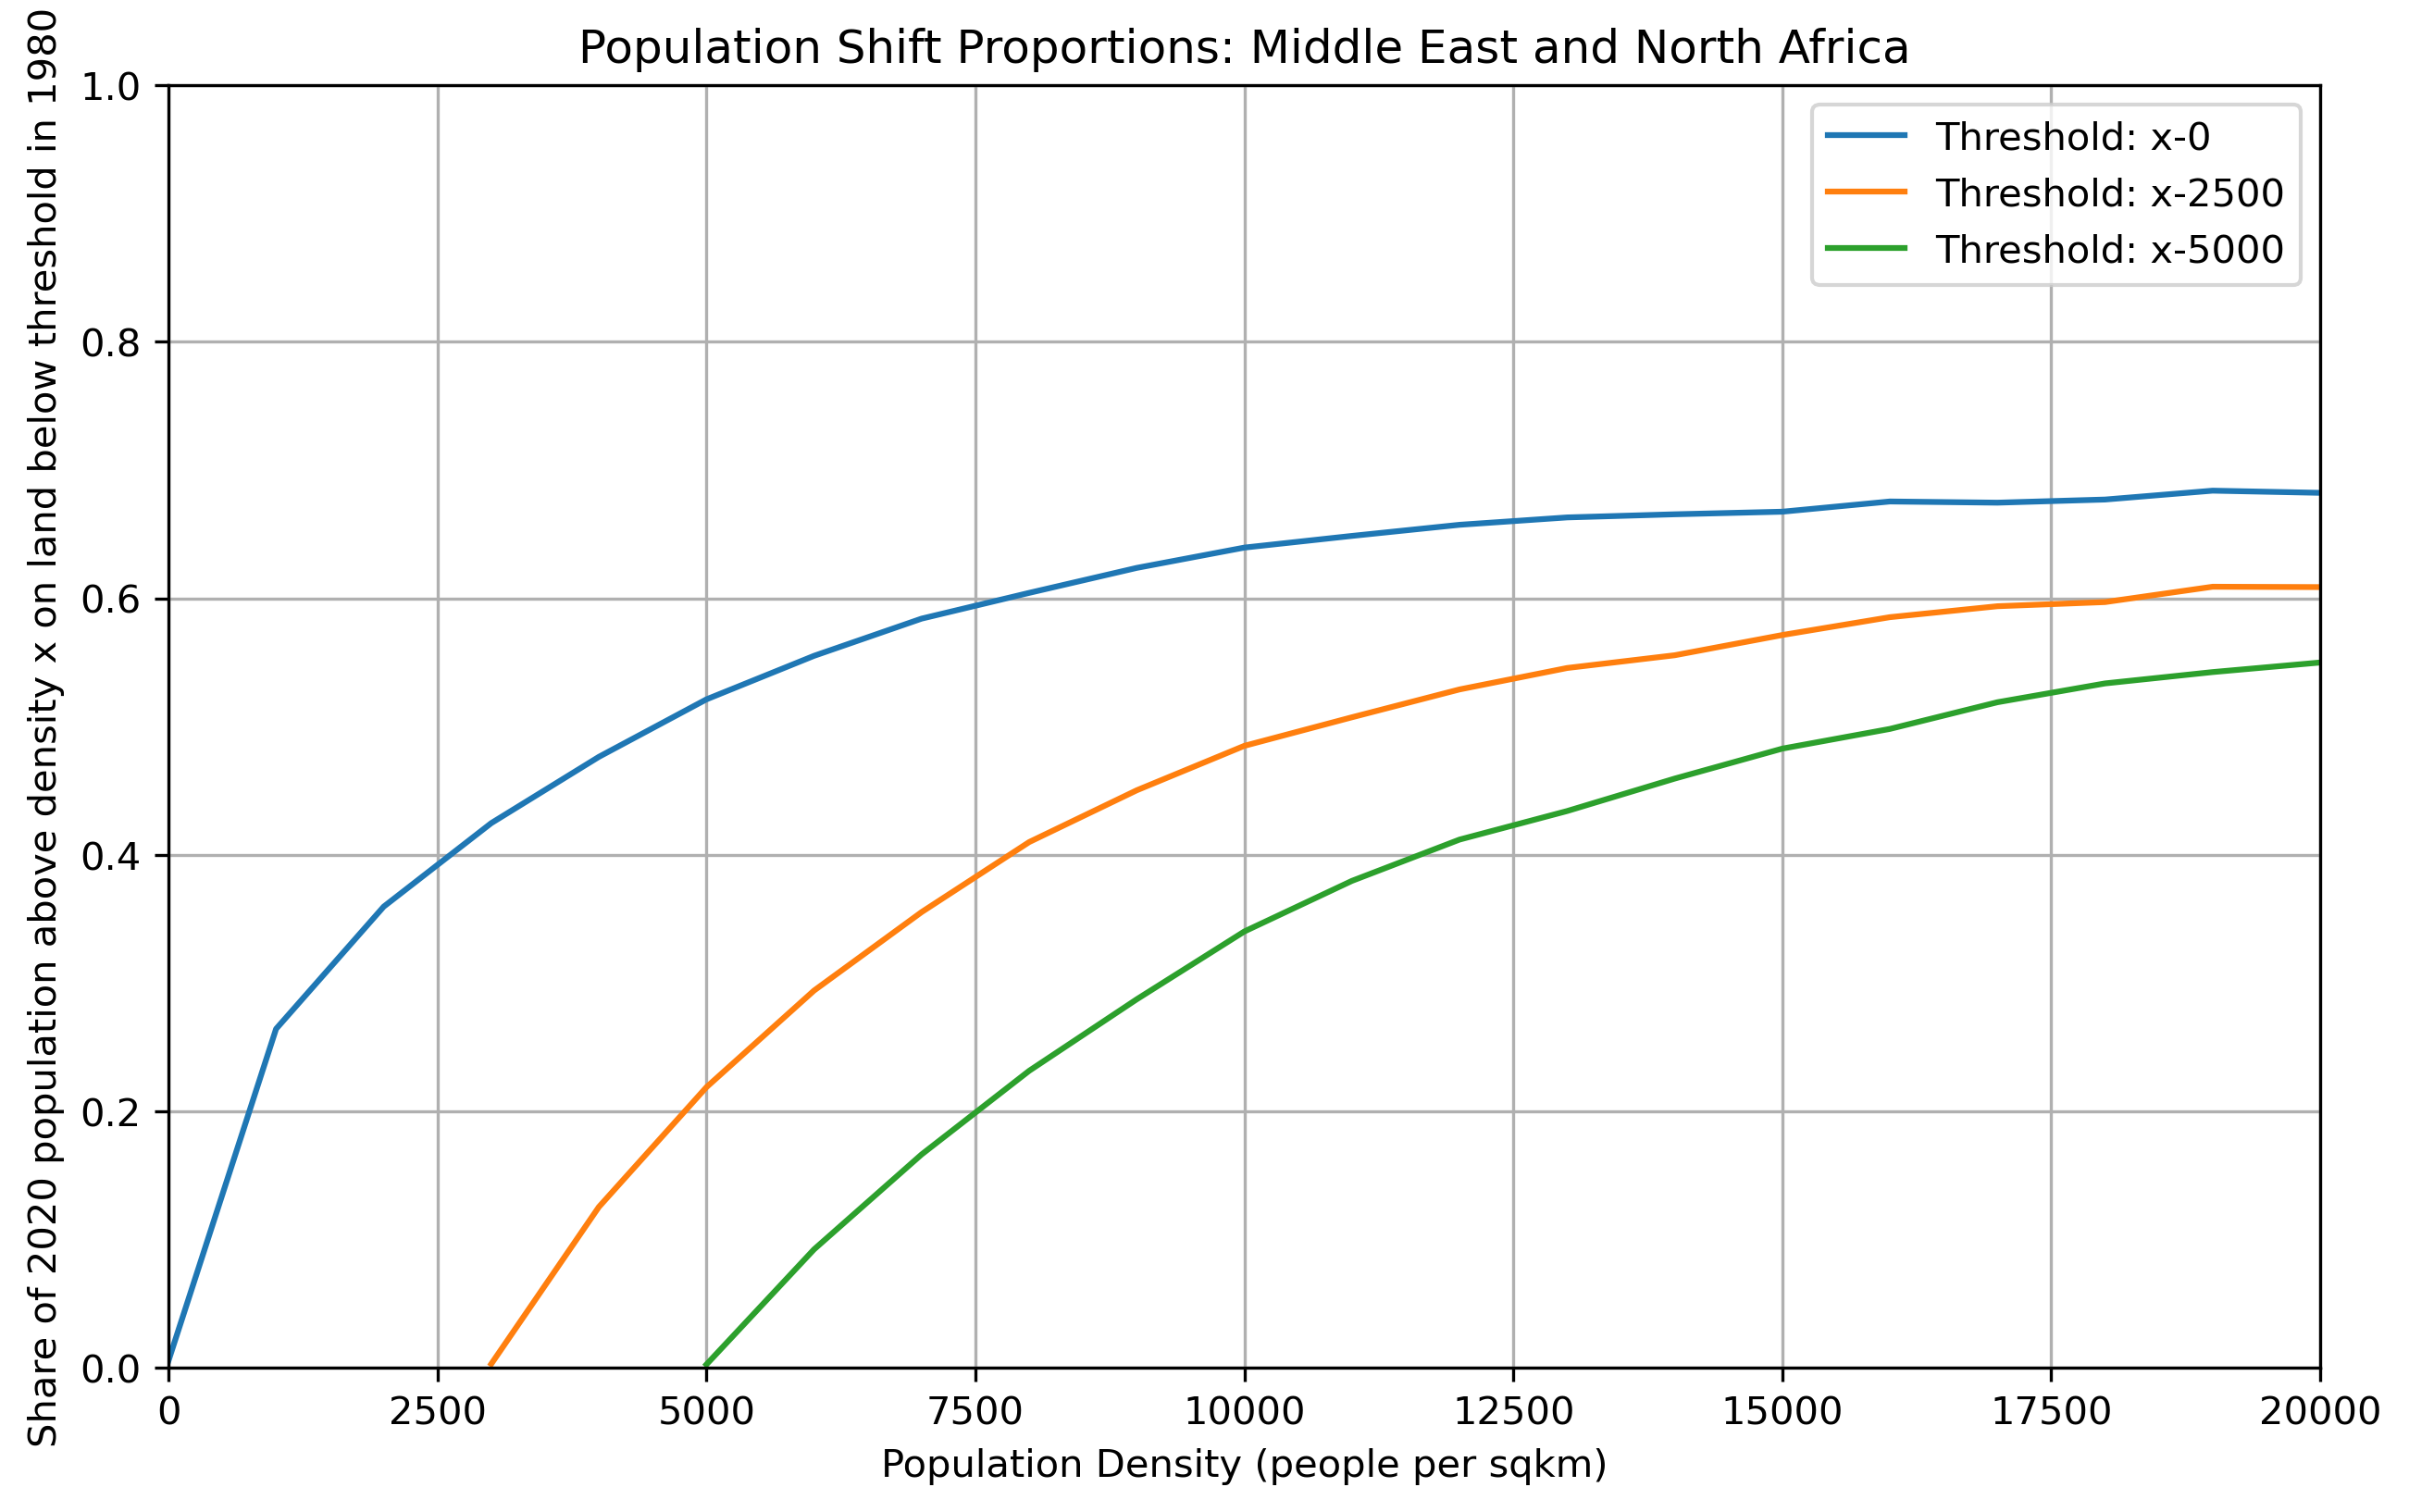 Population Shift Proportions: Middle East and North Africa
Share of 2020 population above density x on land below threshold in 1980
1.0
0.8
0.6
0.4
0.2
0.0
Threshold: x-0
Threshold: x-2500
Threshold: x-5000
0 2500 5000 7500 10000 12500 15000 17500 20000
Population Density (people per sqkm)